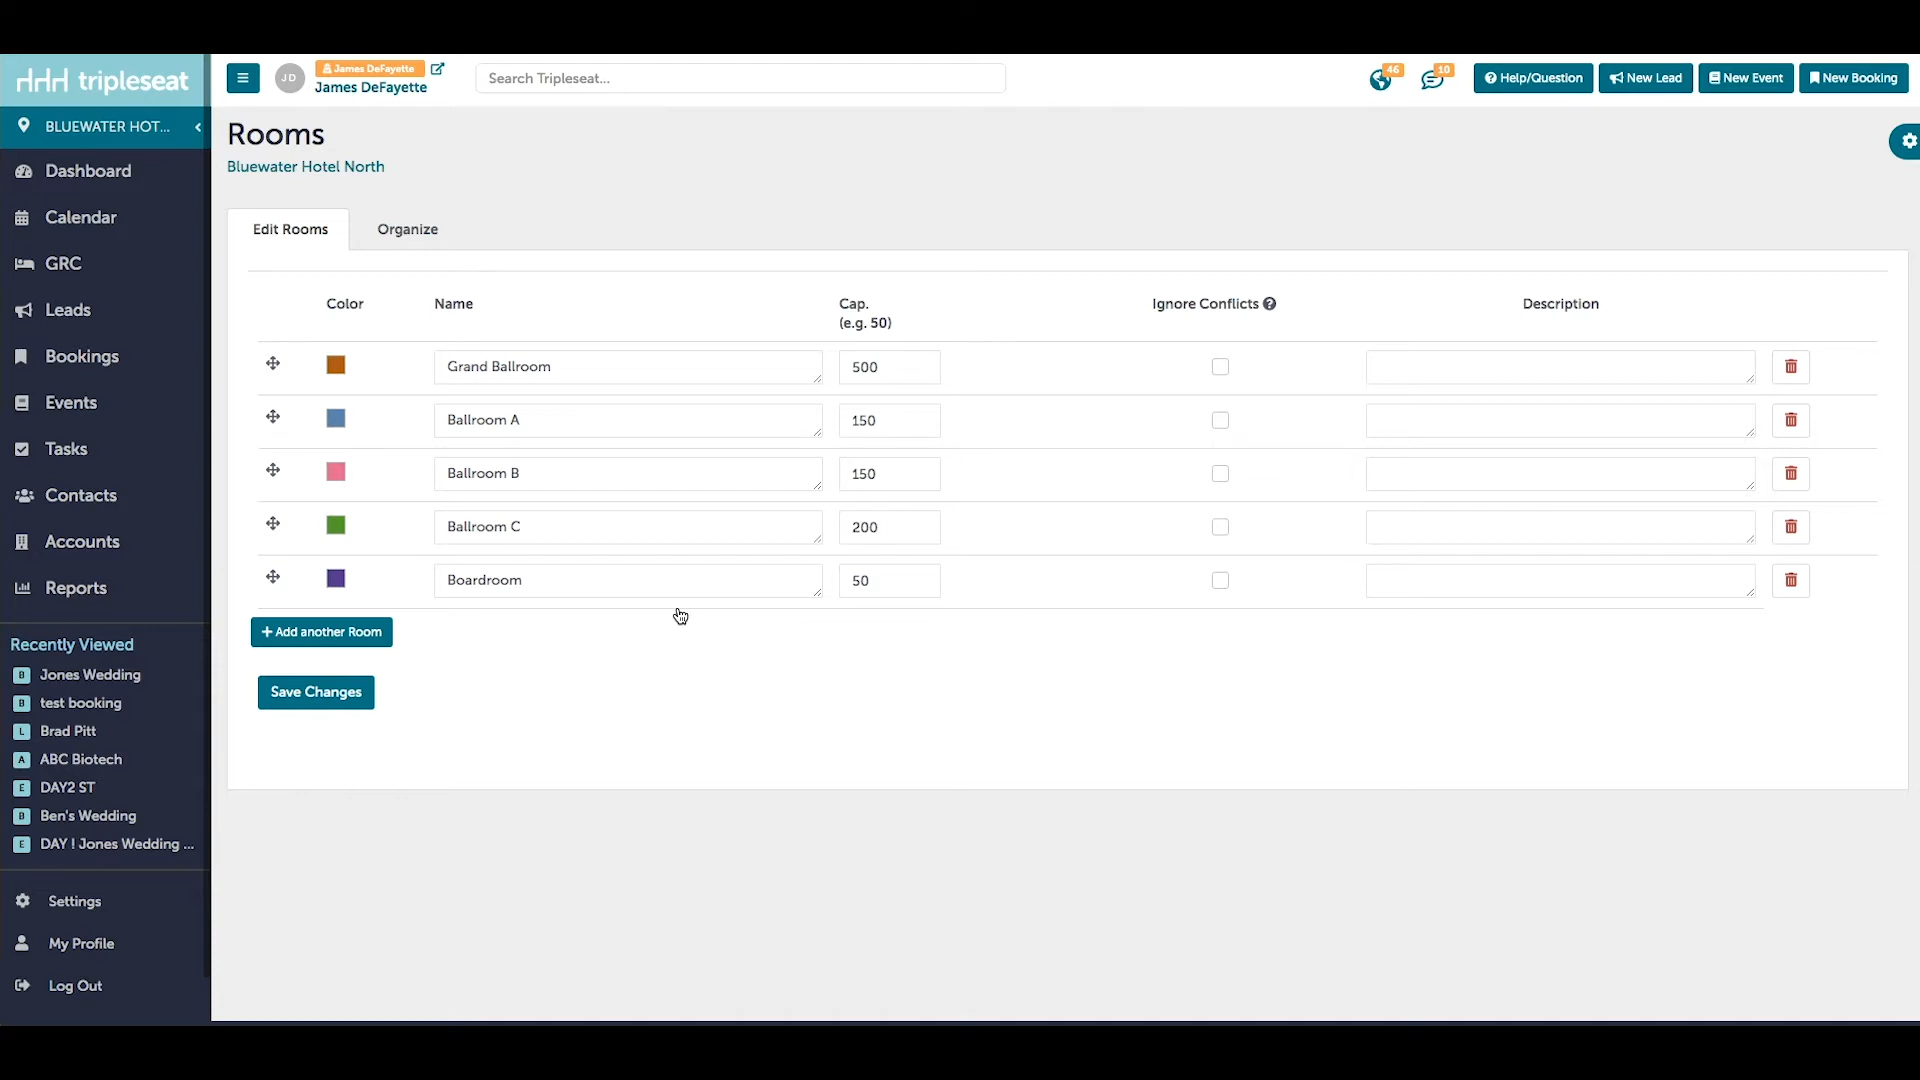 tripleseat
JD
James DeFayette
James DeFayette
Search Tripleseat...
46
10
Help/Question
New Lead
New Event
New Booking
BLUEWATER HOT...
Dashboard
Calendar
GRC
Leads
Bookings
Events
Tasks
Contacts
Accounts
Reports
Recently Viewed
B Jones Wedding
B test booking
L Brad Pitt
A ABC Biotech
E DAY2 ST
B Ben's Wedding
E DAY ! Jones Wedding ...
Settings
My Profile
Log Out
Rooms
Bluewater Hotel North
Edit Rooms Organize
Color Name Cap. Ignore Conflicts Description
(e.g. 50)
Grand Ballroom 500
Ballroom A 150
Ballroom B 150
Ballroom C 200
Boardroom 50
+ Add another Room
Save Changes